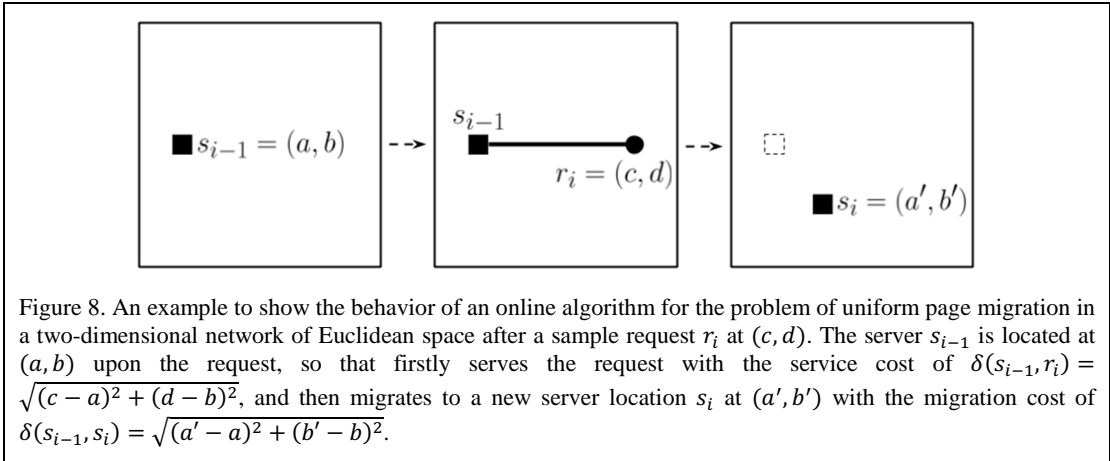 s_{i-1} = (a, b)
s_{i-1}
r_i = (c, d)
s_i = (a', b')
Figure 8. An example to show the behavior of an online algorithm for the problem of uniform page migration in
a two-dimensional network of Euclidean space after a sample request r_i at (c, d). The server s_{i-1} is located at
(a, b) upon the request, so that firstly serves the request with the service cost of δ(s_{i-1}, r_i) =
√((c − a)² + (d − b)²), and then migrates to a new server location s_i at (a', b') with the migration cost of
δ(s_{i-1}, s_i) = √((a' − a)² + (b' − b)²).